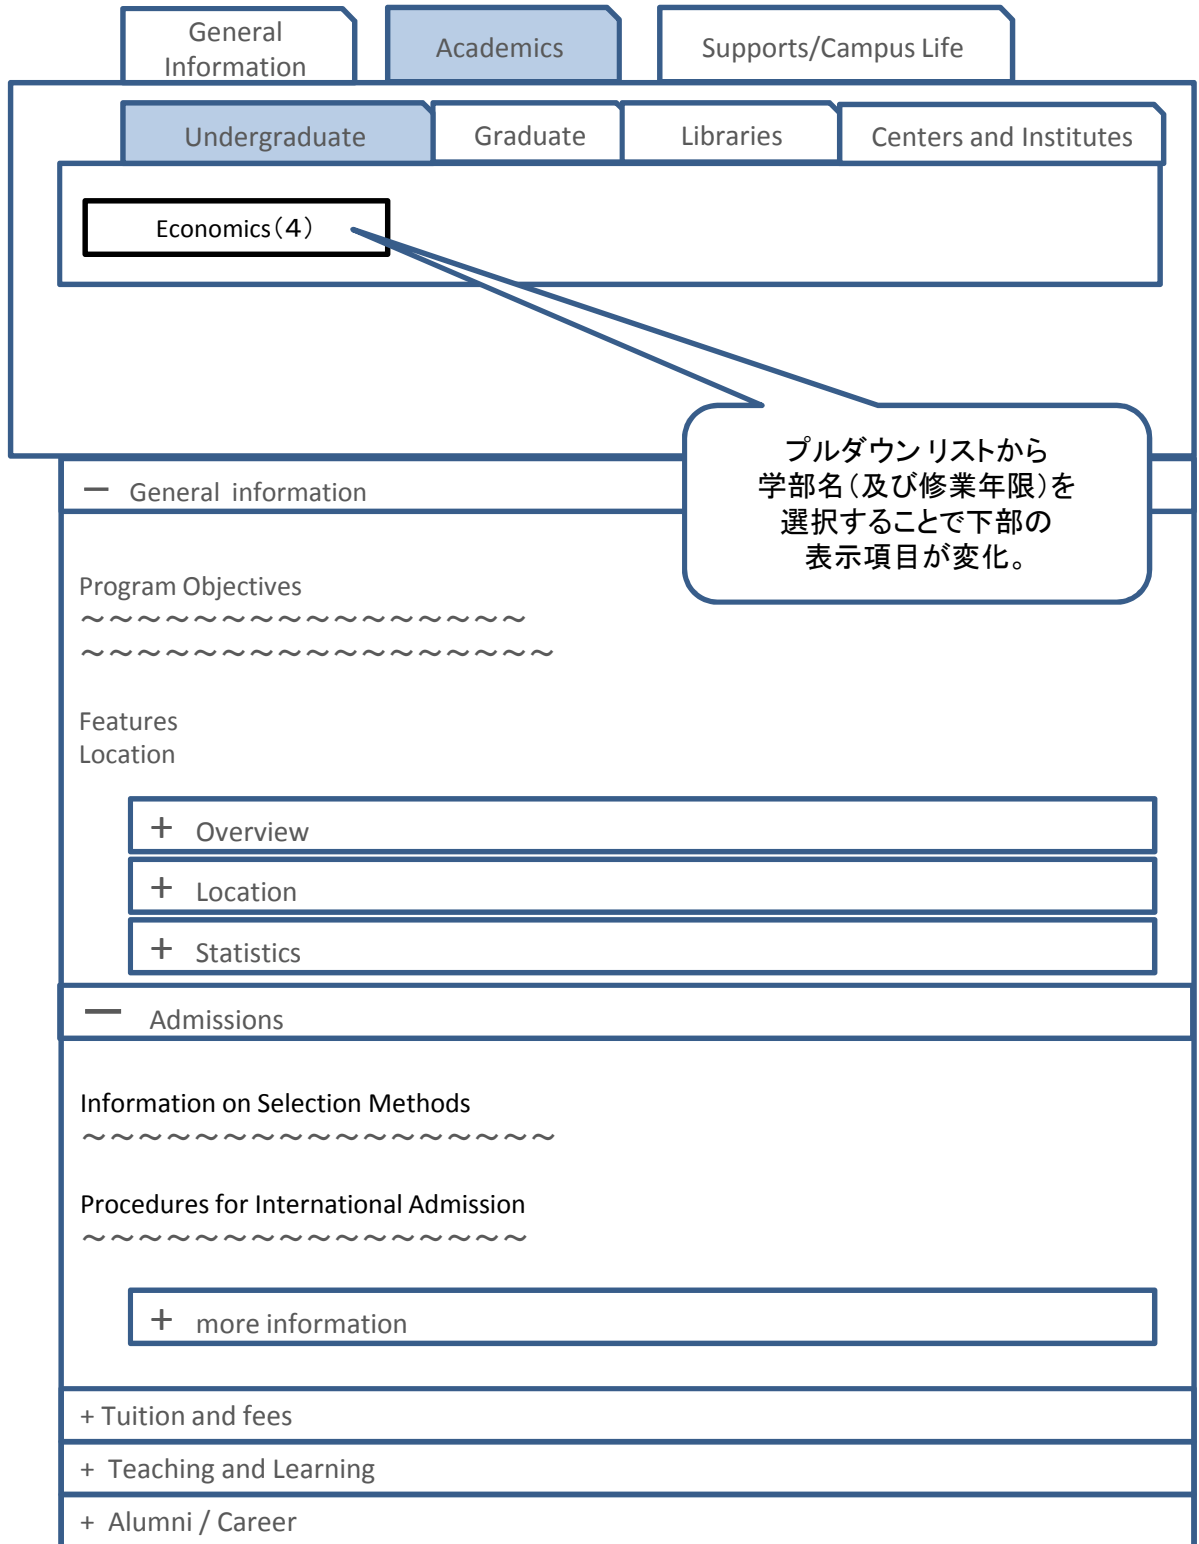 General
Information
Academics
Supports/Campus Life
Undergraduate
Graduate
Libraries
Centers and Institutes
Economics（４）
プルダウンリストから
学部名（及び修業年限）を
選択することで下部の
表示項目が変化。
－ General information
Program Objectives
～～～～～～～～～～～～～～～～
～～～～～～～～～～～～～～～～～
Features
Location
+ Overview
+ Location
+ Statistics
－ Admissions
Information on Selection Methods
～～～～～～～～～～～～～～～～～
Procedures for International Admission
～～～～～～～～～～～～～～～～
+ more information
+ Tuition and fees
+ Teaching and Learning
+ Alumni / Career